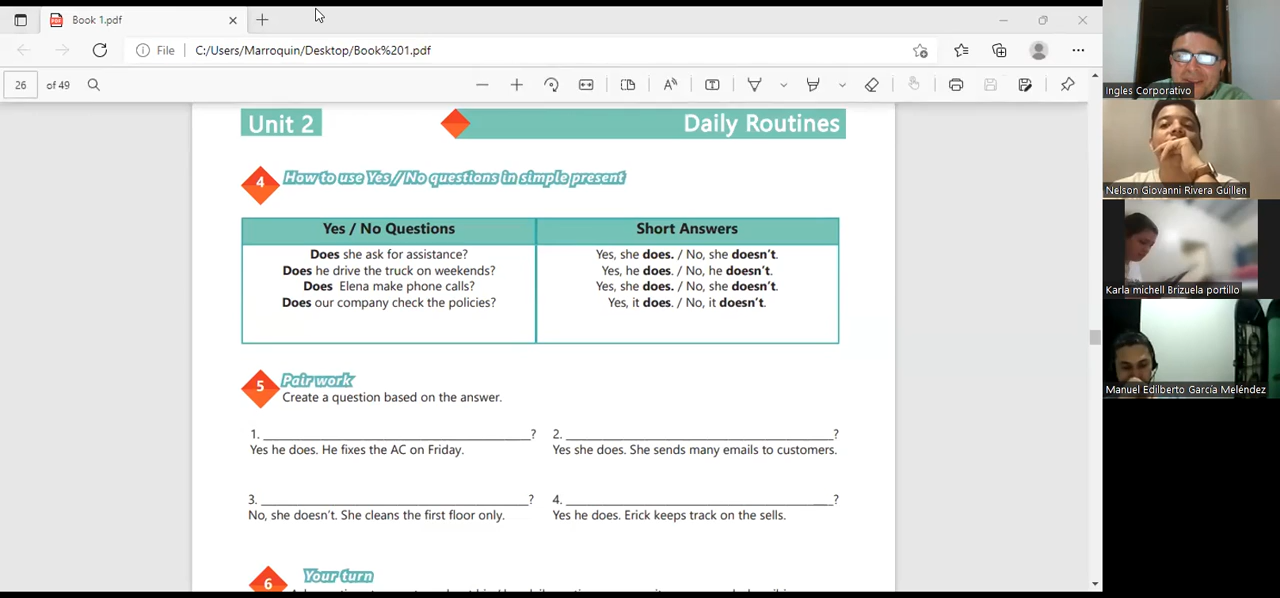 Book 1.pdf
File
C:/Users/Marroquin/Desktop/Book%201.pdf
26 of 49
Unit 2
Daily Routines
4 How to use Yes / No questions in simple present
Yes / No Questions
Short Answers
Does she ask for assistance?
Yes, she does. / No, she doesn't.
Does he drive the truck on weekends?
Yes, he does. / No, he doesn't.
Does Elena make phone calls?
Yes, she does. / No, she doesn't.
Does our company check the policies?
Yes, it does. / No, it doesn't.
5 Pair work
Create a question based on the answer.
1. ______________________________?
2. ______________________________?
Yes he does. He fixes the AC on Friday.
Yes she does. She sends many emails to customers.
3. ______________________________?
4. ______________________________?
No, she doesn't. She cleans the first floor only.
Yes he does. Erick keeps track on the sells.
6 Your turn
Ingles Corporativo
Nelson Giovanni Rivera Guillen
Karla michell Brizuela portillo
Manuel Edilberto García Meléndez